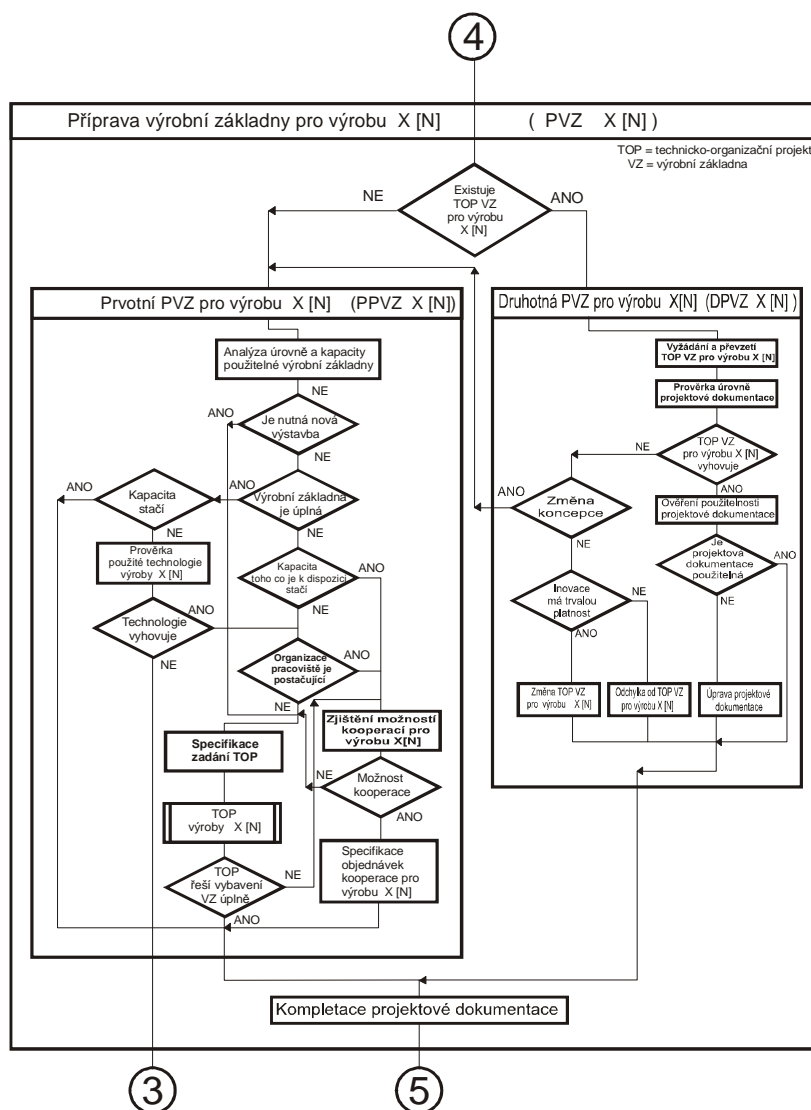 4
Příprava výrobní základny pro výrobu X [N] ( PVZ X [N] )
TOP = technicko-organizační projekt
VZ = výrobní základna
Existuje
TOP VZ
pro výrobu
X [N]
NE
ANO
Prvotní PVZ pro výrobu X [N] (PPVZ X [N])
Analýza úrovně a kapacity
použitelné výrobní základny
NE
Je nutná nová
výstavba
ANO
NE
Výrobní základna
je úplná
ANO
NE
Kapacita
stačí
ANO
NE
Prověrka
použité technologie
výroby X [N]
Kapacita
toho co je k dispozici
stačí
ANO
NE
Technologie
vyhovuje
ANO
NE
Organizace
pracoviště je
postačující
ANO
NE
Zjištění možností
kooperací pro
výrobu X[N]
Specifikace
zadání TOP
Možnost
kooperace
NE
ANO
TOP
výroby X [N]
Specifikace
objednávek
kooperace pro
výrobu X [N]
TOP
řeší vybavení
VZ úplně
NE
ANO
Druhotná PVZ pro výrobu X[N] (DPVZ X [N] )
Vyžádání a převzetí
TOP VZ pro výrobu X [N]
Prověrka úrovně
projektové dokumentace
TOP VZ
pro výrobu X [N]
vyhovuje
NE
ANO
Změna
koncepce
ANO
NE
Ověření použitelnosti
projektové dokumentace
Je
projektová
dokumentace
použitelná
ANO
NE
Inovace
má trvalou
platnost
NE
ANO
Změna TOP VZ
pro výrobu X [N]
Odchylka od TOP VZ
pro výrobu X [N]
Úprava projektové
dokumentace
Kompletace projektové dokumentace
3
5